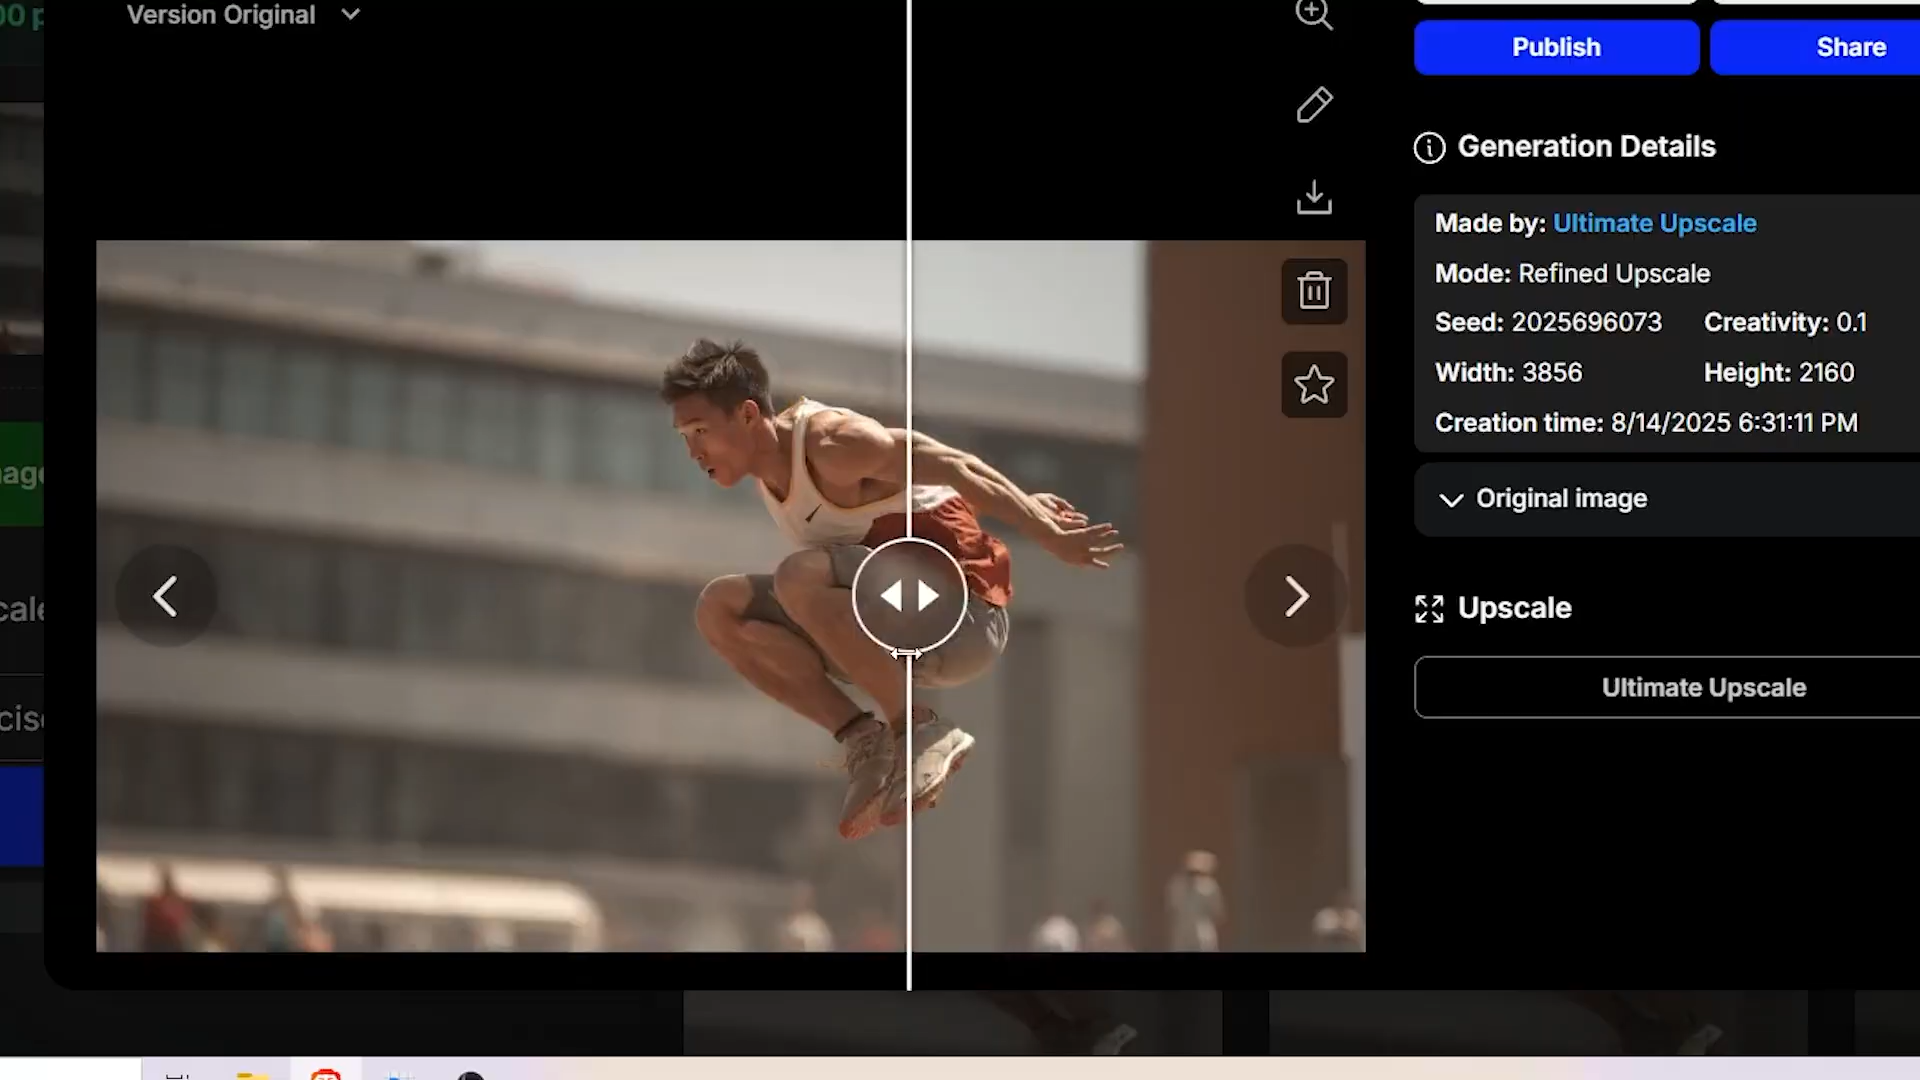 Version Original
Publish
Share
Generation Details
Made by: Ultimate Upscale
Mode: Refined Upscale
Seed: 2025696073 Creativity: 0.1
Width: 3856 Height: 2160
Creation time: 8/14/2025 6:31:11 PM
Original image
Upscale
Ultimate Upscale